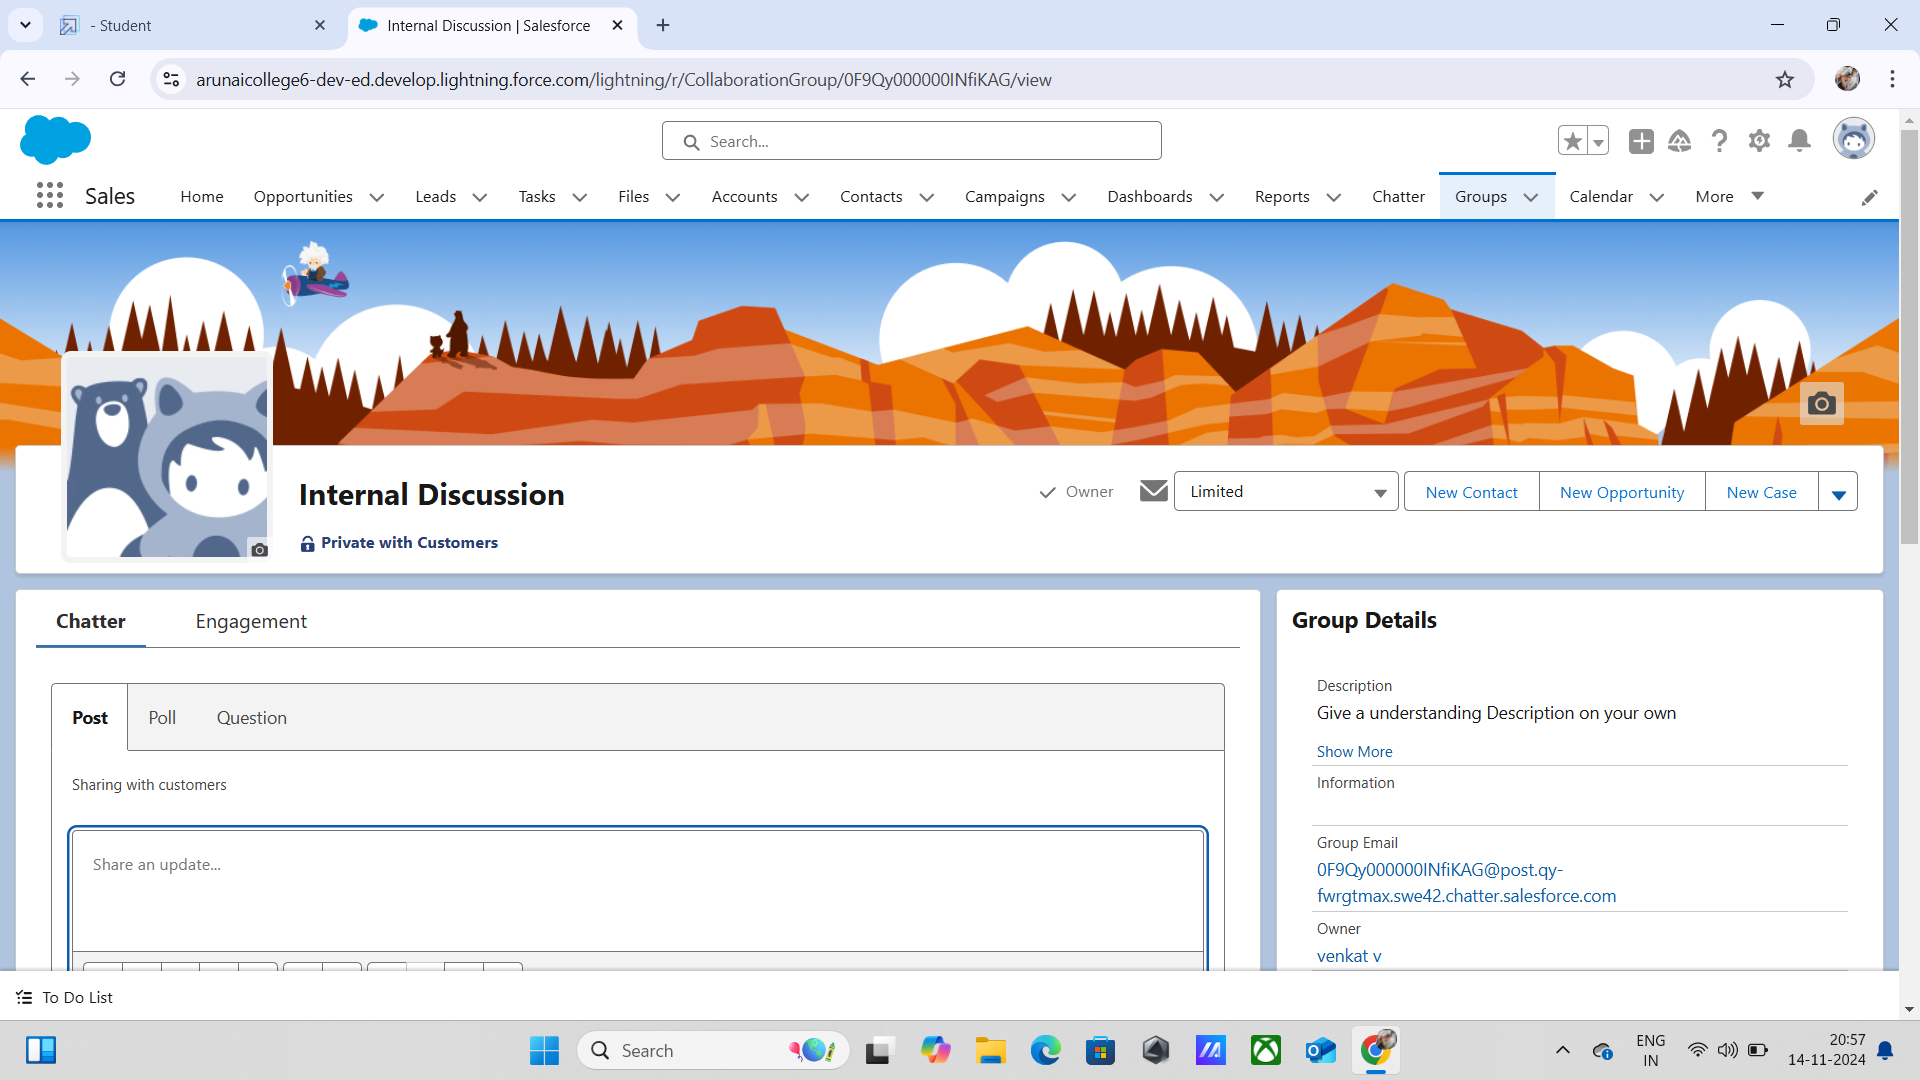 - Student
Internal Discussion | Salesforce
arunaicollege6-dev-ed.develop.lightning.force.com/lightning/r/CollaborationGroup/0F9Qy000000INfiKAG/view
Search...
Sales
Home
Opportunities
Leads
Tasks
Files
Accounts
Contacts
Campaigns
Dashboards
Reports
Chatter
Groups
Calendar
More
Internal Discussion
Private with Customers
Owner
Limited
New Contact
New Opportunity
New Case
Chatter
Engagement
Post
Poll
Question
Sharing with customers
Share an update...
Group Details
Description
Give a understanding Description on your own
Show More
Information
Group Email
0F9Qy000000INfiKAG@post.qy-
fwrgtmax.swe42.chatter.salesforce.com
Owner
venkat v
To Do List
Search
ENG
IN
20:57
14-11-2024